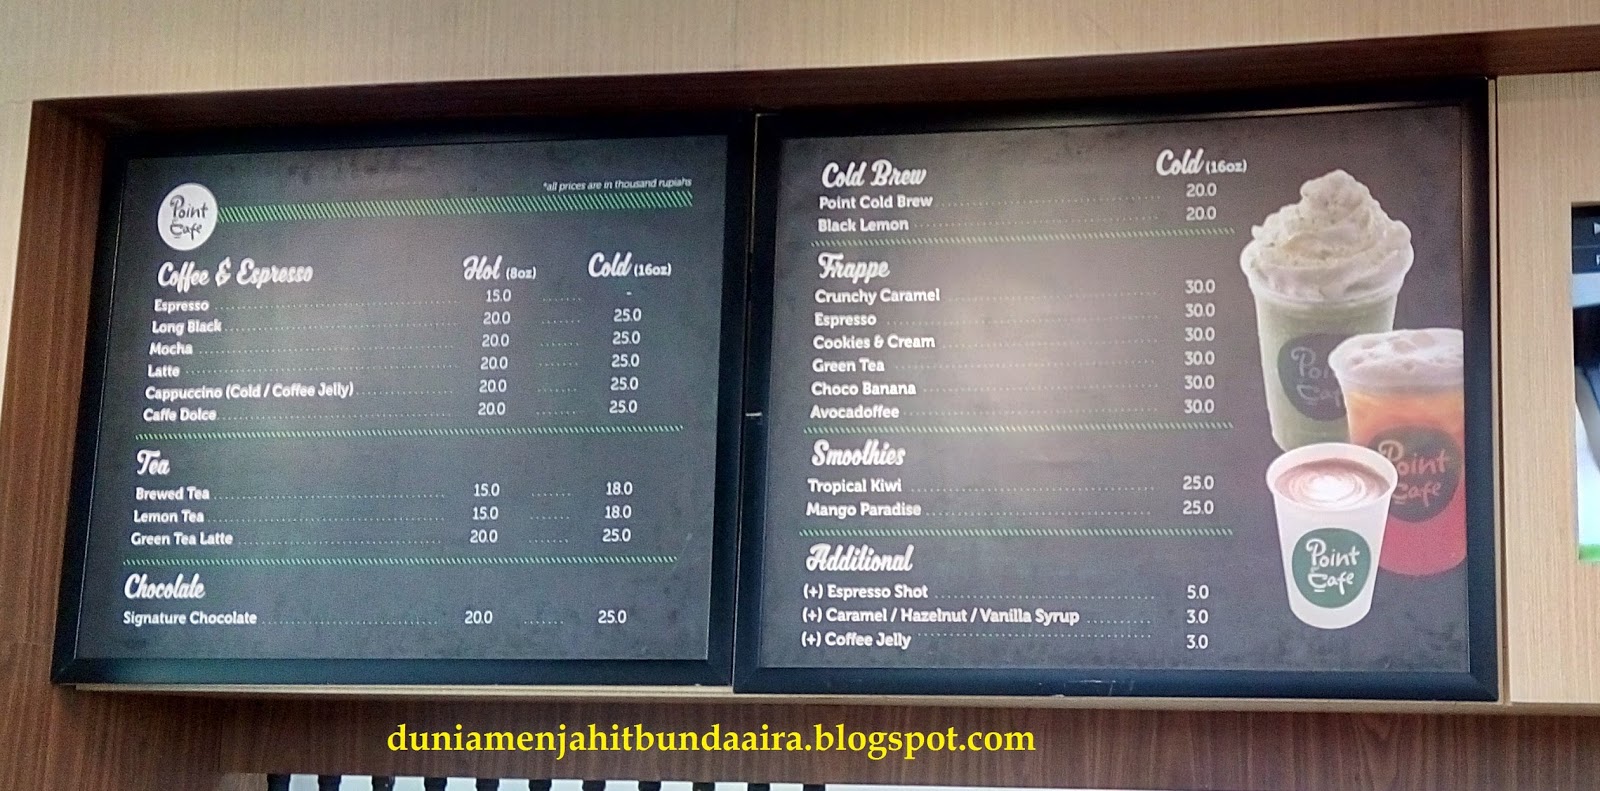 Point Cafe
*all prices are in thousand rupiahs
Coffee & Espresso Hot (8oz) Cold (16oz)
Espresso 15.0 -
Long Black 20.0 25.0
Mocha 20.0 25.0
Latte 20.0 25.0
Cappuccino (Cold / Coffee Jelly) 20.0 25.0
Caffe Dolce 20.0 25.0
Tea
Brewed Tea 15.0 18.0
Lemon Tea 15.0 18.0
Green Tea Latte 20.0 25.0
Chocolate
Signature Chocolate 20.0 25.0
Cold Brew Cold (16oz)
Point Cold Brew 20.0
Black Lemon 20.0
Frappe
Crunchy Caramel 30.0
Espresso 30.0
Cookies & Cream 30.0
Green Tea 30.0
Choco Banana 30.0
Avocadoffee 30.0
Smoothies
Tropical Kiwi 25.0
Mango Paradise 25.0
Additional
(+) Espresso Shot 5.0
(+) Caramel / Hazelnut / Vanilla Syrup 3.0
(+) Coffee Jelly 3.0
Point Cafe
Point Cafe
Point Cafe
duniamenjahitbundaaira.blogspot.com